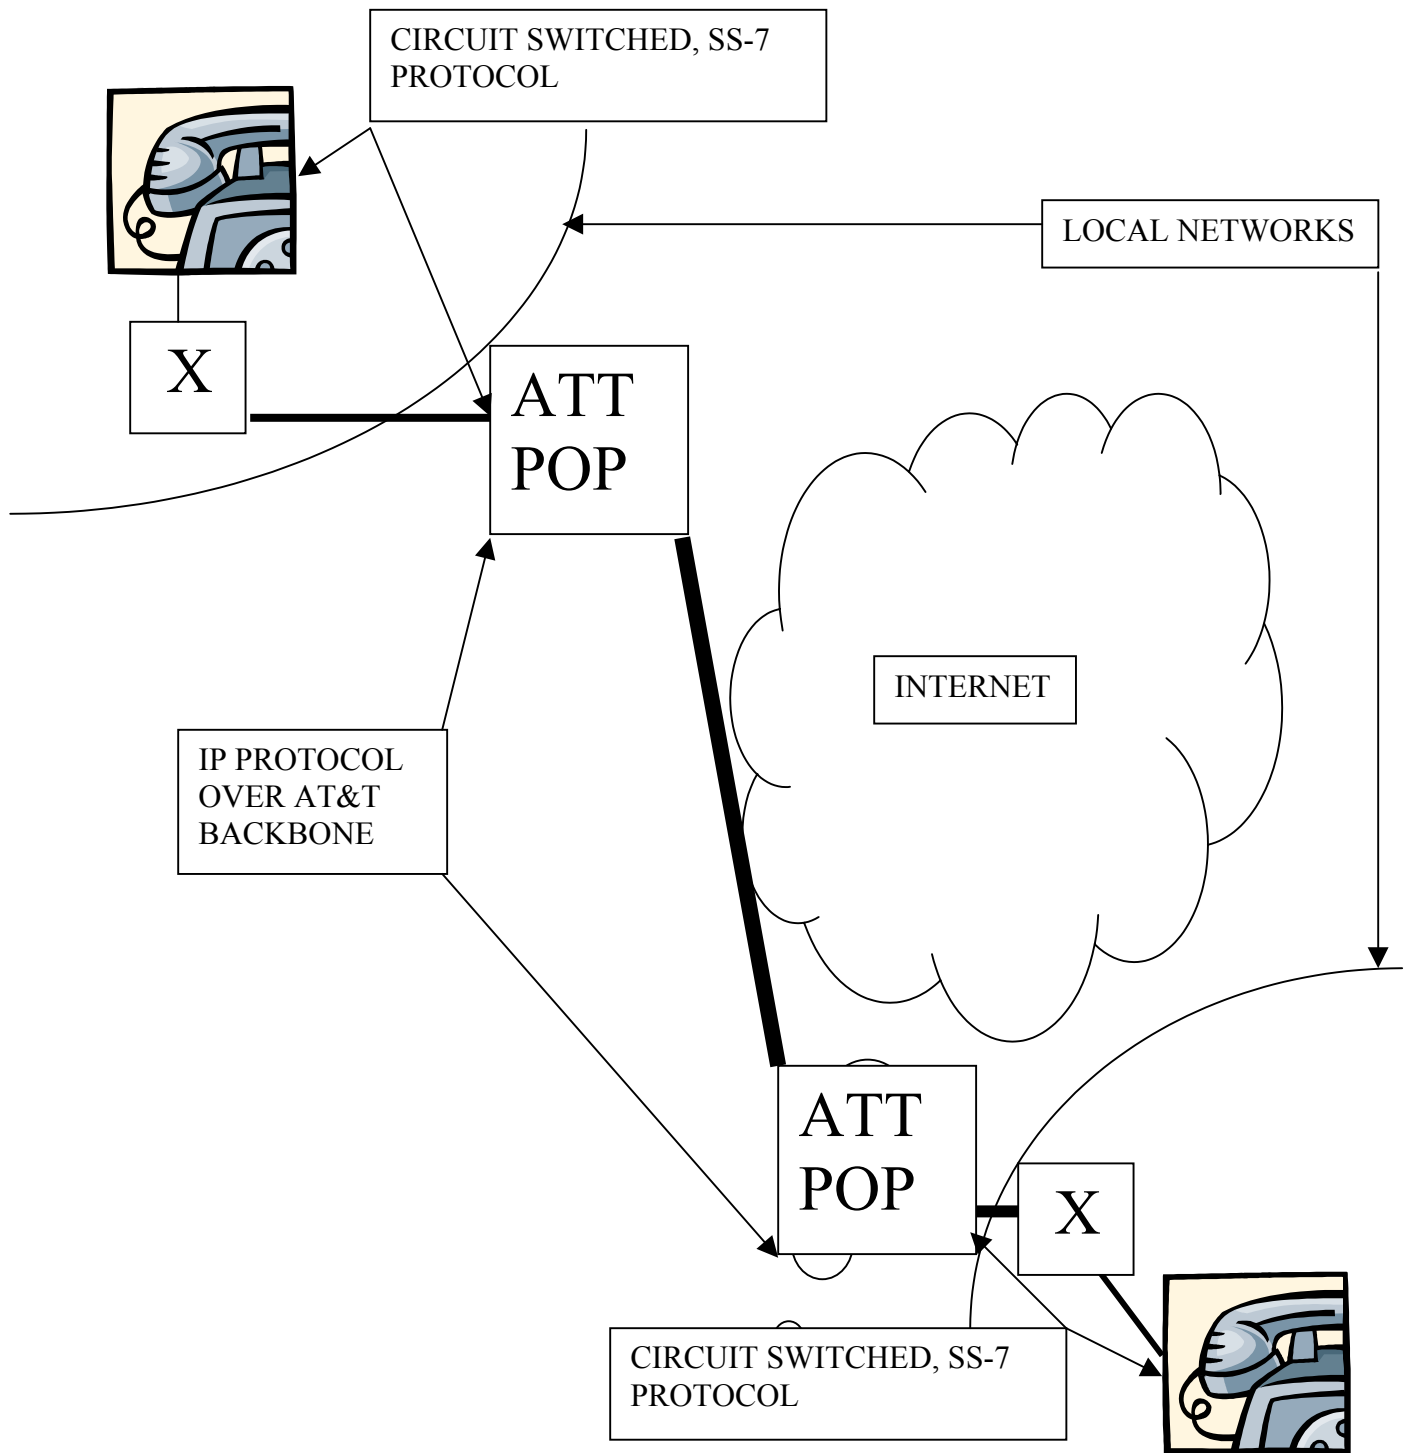 CIRCUIT SWITCHED, SS-7
PROTOCOL
LOCAL NETWORKS
X
ATT
POP
INTERNET
IP PROTOCOL
OVER AT&T
BACKBONE
ATT
POP
X
CIRCUIT SWITCHED, SS-7
PROTOCOL